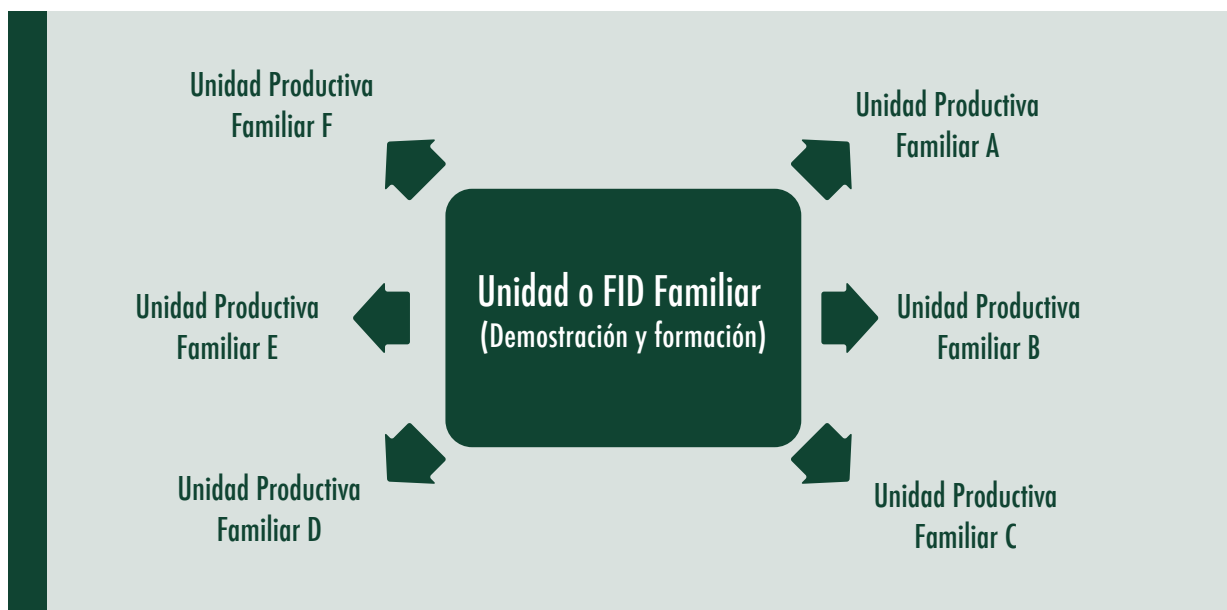 Unidad Productiva
Familiar F
Unidad Productiva
Familiar A
Unidad Productiva
Familiar E
Unidad o FID Familiar
(Demostración y formación)
Unidad Productiva
Familiar B
Unidad Productiva
Familiar D
Unidad Productiva
Familiar C